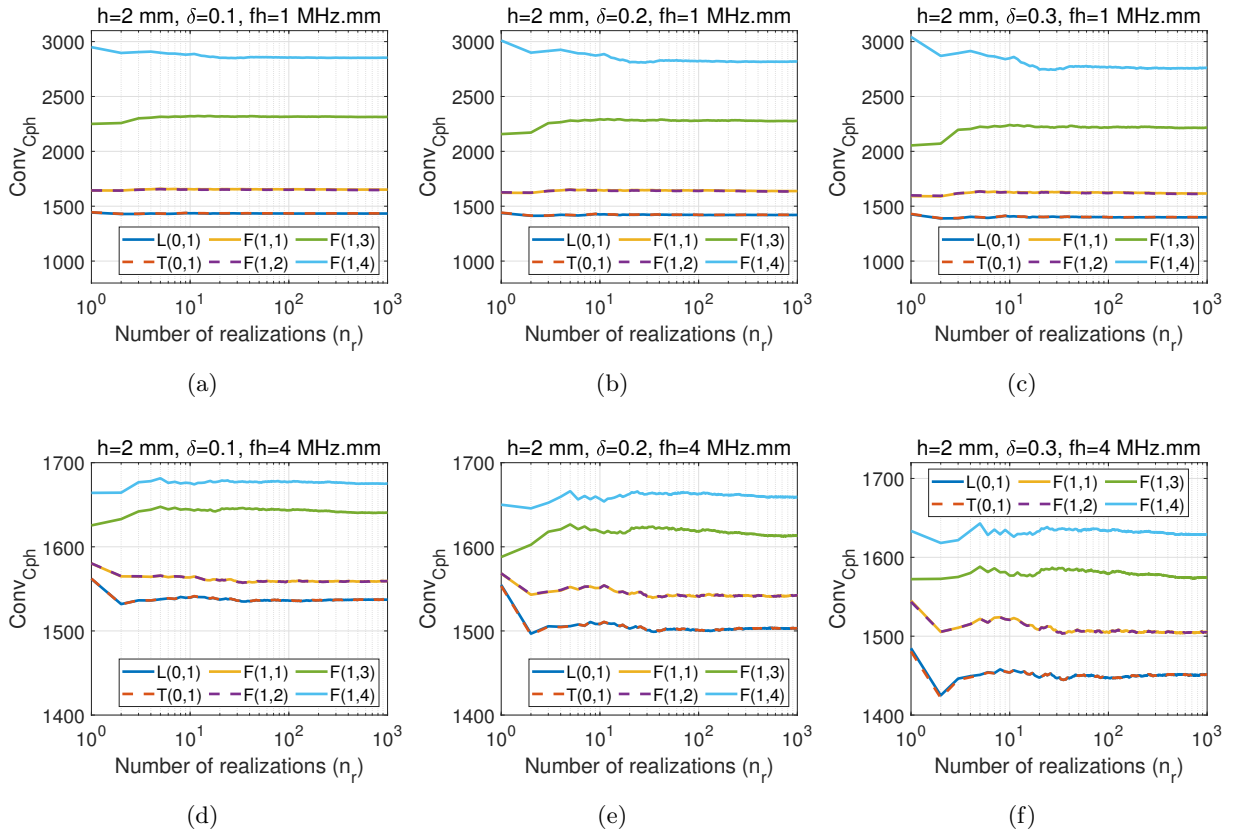 h=2 mm, δ=0.1, fh=1 MHz.mm
3000
2500
2000
1500
1000
Conv_Cph
L(0,1) F(1,1) F(1,3)
T(0,1) F(1,2) F(1,4)
10^0 10^1 10^2 10^3
Number of realizations (n_r)
(a)
h=2 mm, δ=0.2, fh=1 MHz.mm
3000
2500
2000
1500
1000
L(0,1) F(1,1) F(1,3)
T(0,1) F(1,2) F(1,4)
10^0 10^1 10^2 10^3
Number of realizations (n_r)
(b)
h=2 mm, δ=0.3, fh=1 MHz.mm
3000
2500
2000
1500
1000
L(0,1) F(1,1) F(1,3)
T(0,1) F(1,2) F(1,4)
10^0 10^1 10^2 10^3
Number of realizations (n_r)
(c)
h=2 mm, δ=0.1, fh=4 MHz.mm
1700
1600
1500
1400
Conv_Cph
L(0,1) F(1,1) F(1,3)
T(0,1) F(1,2) F(1,4)
10^0 10^1 10^2 10^3
Number of realizations (n_r)
(d)
h=2 mm, δ=0.2, fh=4 MHz.mm
1700
1600
1500
1400
L(0,1) F(1,1) F(1,3)
T(0,1) F(1,2) F(1,4)
10^0 10^1 10^2 10^3
Number of realizations (n_r)
(e)
h=2 mm, δ=0.3, fh=4 MHz.mm
1700
1600
1500
1400
L(0,1) F(1,1) F(1,3)
T(0,1) F(1,2) F(1,4)
10^0 10^1 10^2 10^3
Number of realizations (n_r)
(f)